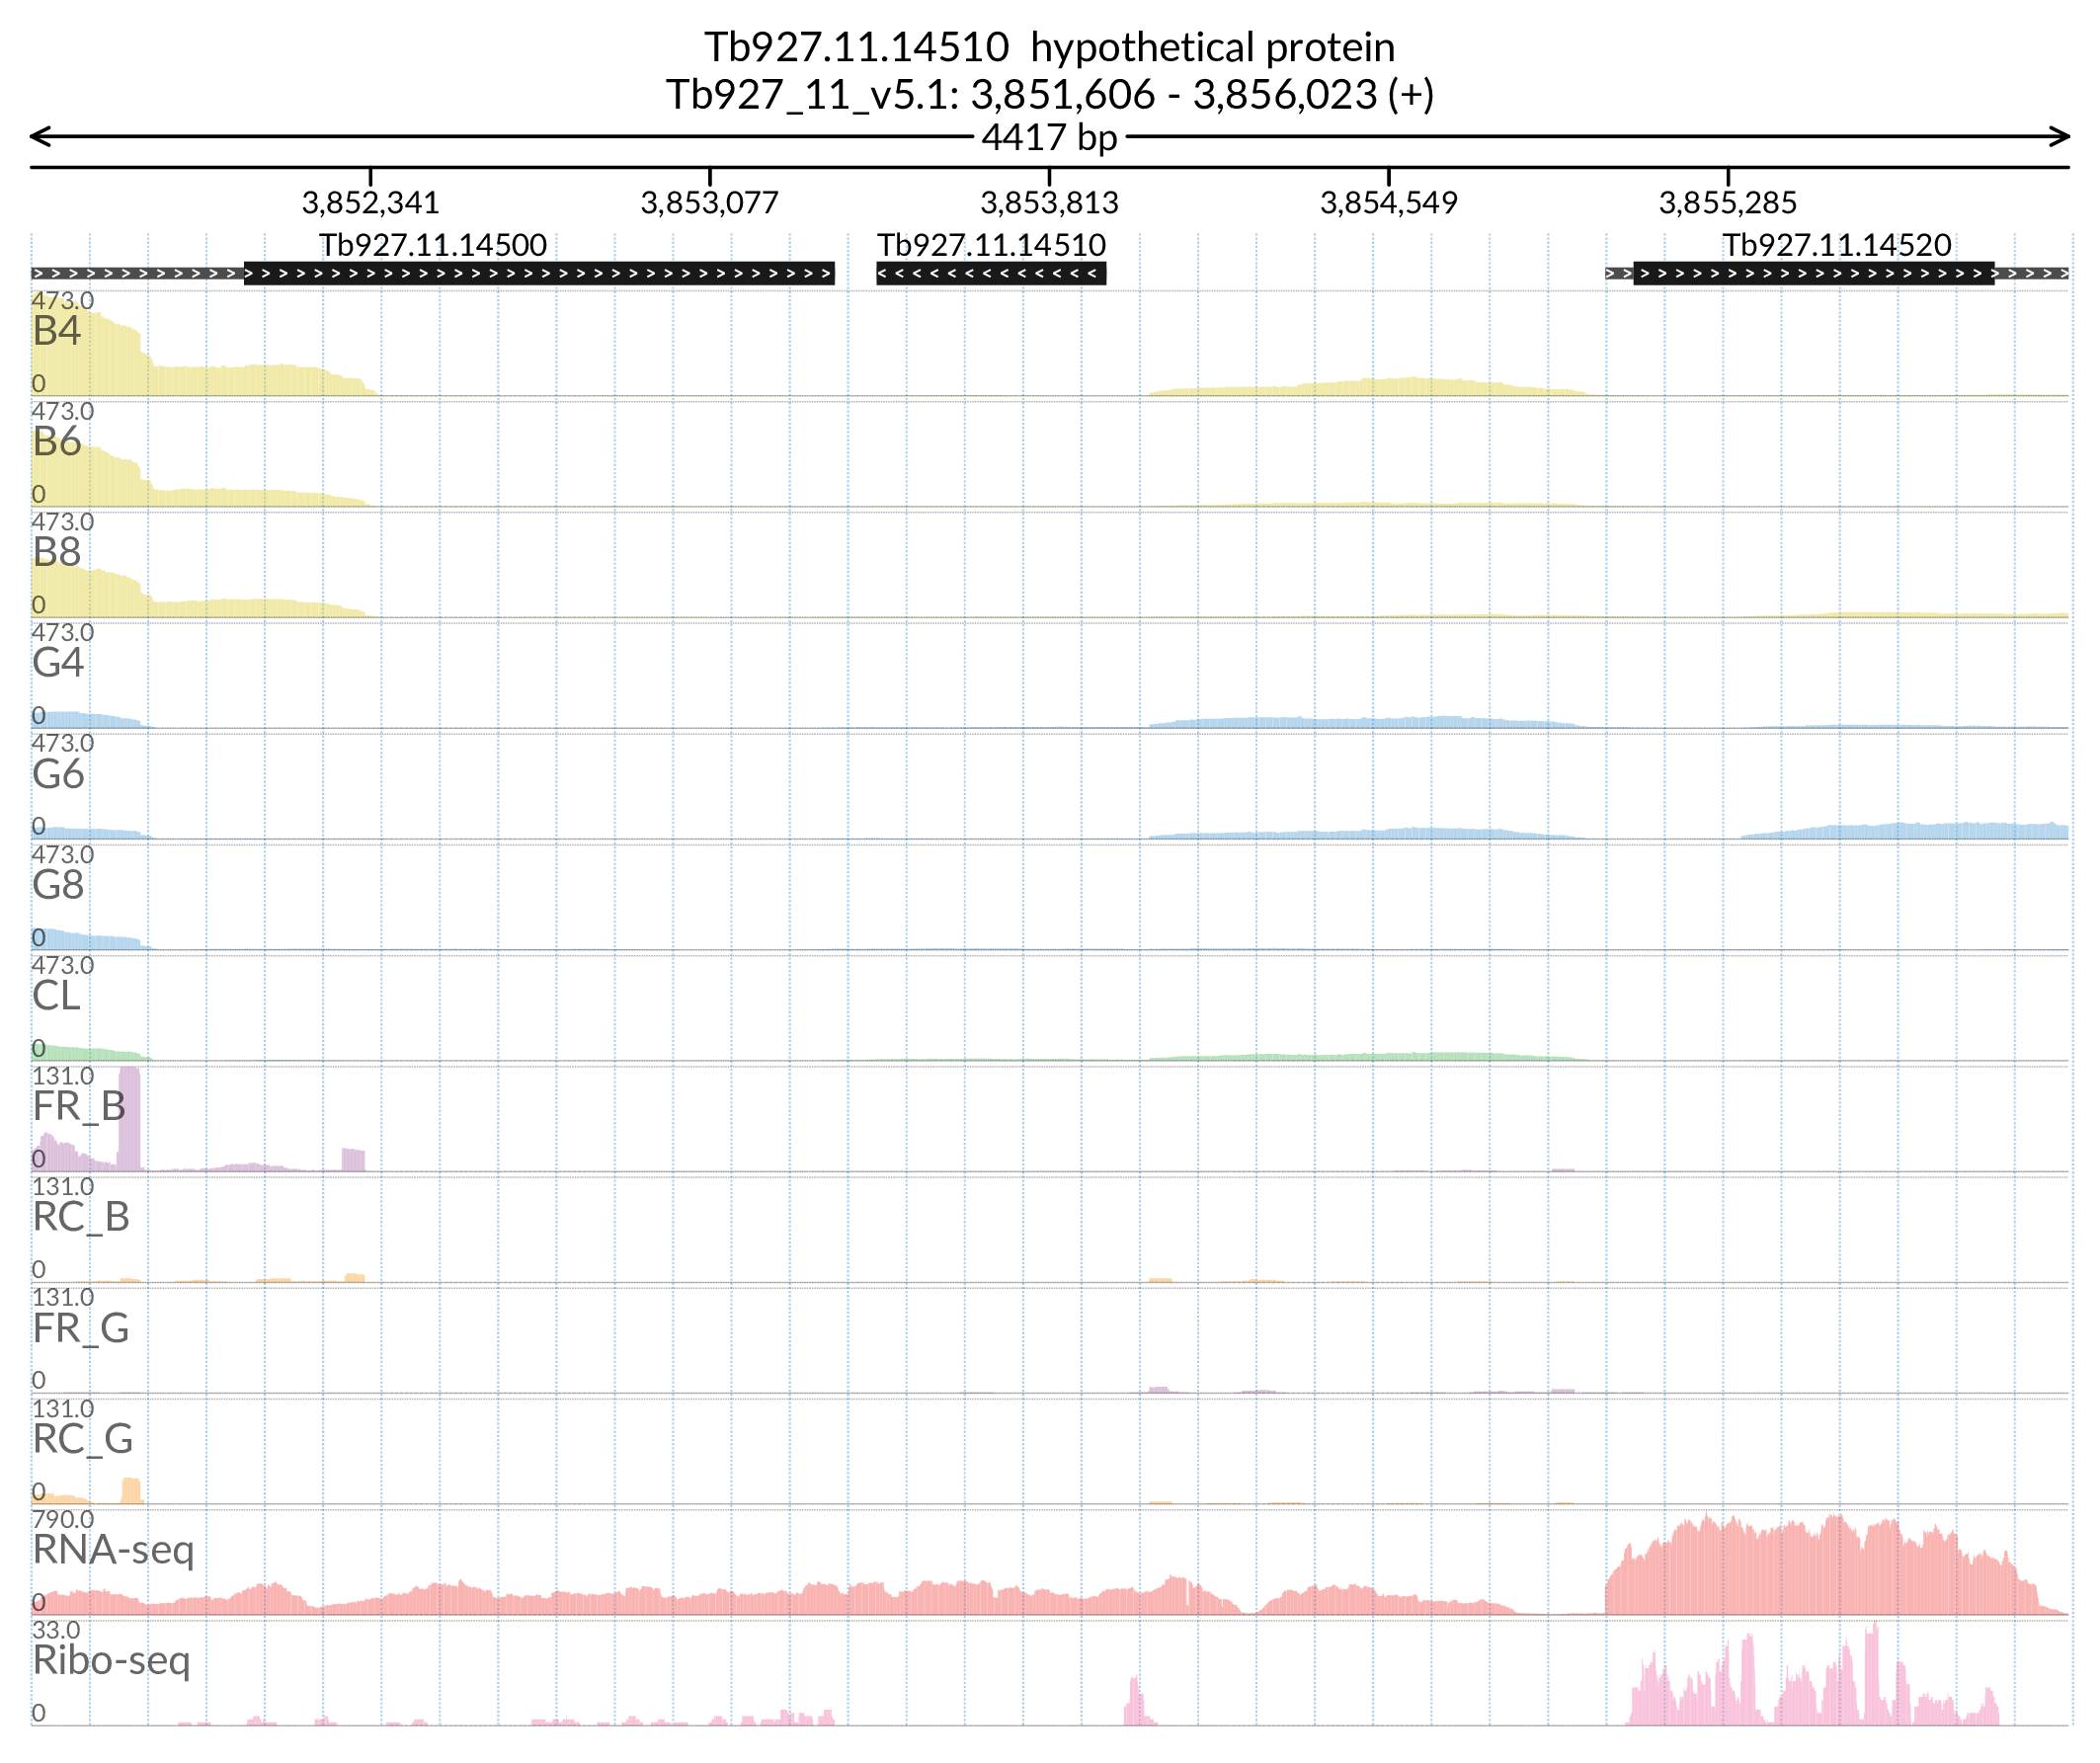 Tb927.11.14510 hypothetical protein
Tb927_11_v5.1: 3,851,606 - 3,856,023 (+)
4417 bp
3,852,341 3,853,077 3,853,813 3,854,549 3,855,285
Tb927.11.14500 Tb927.11.14510 Tb927.11.14520
473.0
B4
0
473.0
B6
0
473.0
B8
0
473.0
G4
0
473.0
G6
0
473.0
G8
0
473.0
CL
0
131.0
FR_B
0
131.0
RC_B
0
131.0
FR_G
0
131.0
RC_G
0
790.0
RNA-seq
0
33.0
Ribo-seq
0